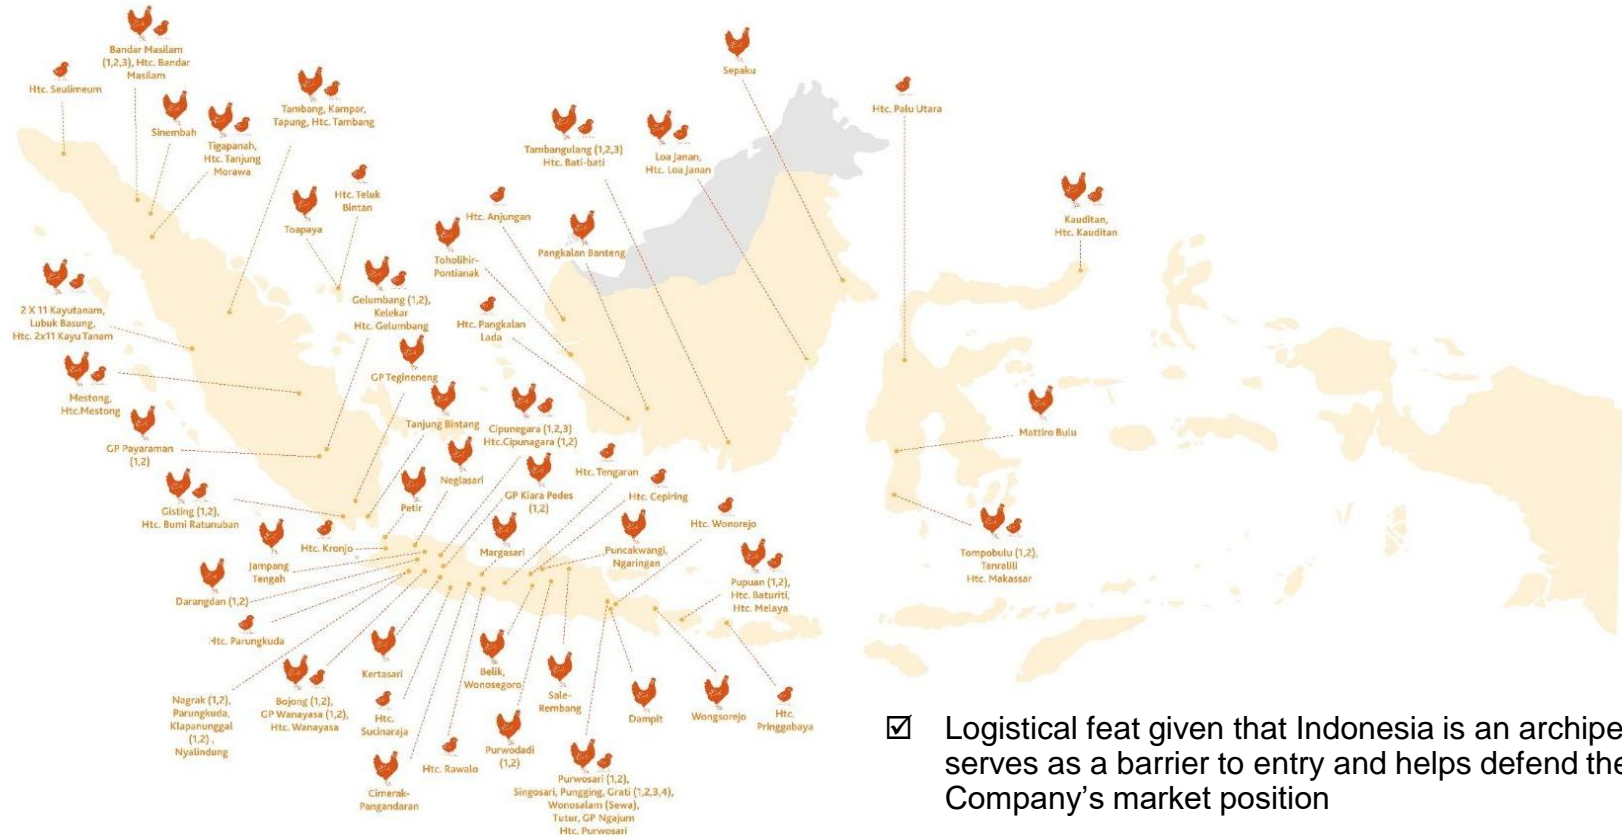 Bandar Masilam
(1,2,3), Htc. Bandar
Masilam
Htc. Seulimeum
Sinembah
Tigapanah,
Htc. Tanjung
Morawa
Tambang, Kampar,
Tapung, Htc. Tambang
Htc. Teluk
Bintan
Toapaya
Sepaku
Htc. Palu Utara
Tambangulang (1,2,3)
Htc. Bati-bati
Loa Janan,
Htc. Loa Janan
Htc. Anjungan
Toholihir-
Pontianak
Pangkalan Banteng
Kauditan,
Htc. Kauditan
2 X 11 Kayutanam,
Lubuk Basung,
Htc. 2x11 Kayu Tanam
Gelumbang (1,2),
Kelekar
Htc. Gelumbang
Htc. Pangkalan
Lada
GP Tegineneng
Mestong,
Htc.Mestong
Tanjung Bintang
Cipunegara (1,2,3)
Htc.Cipunagara (1,2)
Mattiro Bulu
GP Payaraman
(1,2)
Neglasari
Htc. Tengaran
GP Kiara Pedes
(1,2)
Htc. Cepiring
Petir
Gisting (1,2),
Htc. Bumi Ratunuban
Htc. Wonorejo
Htc. Kronjo
Margasari
Puncakwangi,
Ngaringan
Jampang
Tengah
Tompobulu (1,2),
Tanralili
Htc. Makassar
Pupuan (1,2),
Htc. Baturiti,
Htc. Melaya
Darangdan (1,2)
Htc. Parungkuda
Kertasari
Belik,
Wonosegoro
Sale-
Rembang
Nagrak (1,2),
Parungkuda,
Klapanunggal
(1,2) ,
Nyalindung
Bojong (1,2),
GP Wanayasa (1,2),
Htc. Wanayasa
Htc.
Sucinaraja
Dampit
Wongsorejo
Htc.
Pringgabaya
Purwodadi
(1,2)
Htc. Rawalo
Cimerak-
Pangandaran
Purwosari (1,2),
Singosari, Pungging, Grati (1,2,3,4),
Wonosalam (Sewa),
Tutur, GP Ngajum
Htc. Purwosari
☑ Logistical feat given that Indonesia is an archipe
serves as a barrier to entry and helps defend the
Company’s market position